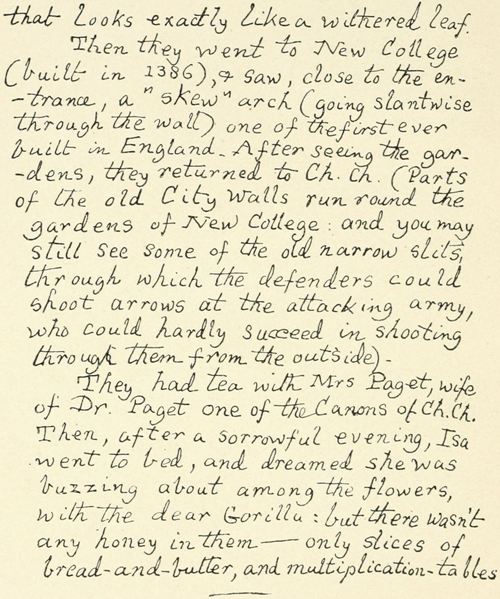 that looks exactly like a withered leaf.
Then they went to New College
(built in 1386), & saw, close to the en-
-trance, a "skew" arch (going slantwise
through the wall) one of the first ever
built in England. After seeing the gar-
-dens, they returned to Ch. Ch. (Parts
of the old City walls run round the
gardens of New College: and you may
still see some of the old narrow slits,
through which the defenders could
shoot arrows at the attacking army,
who could hardly succeed in shooting
through them from the outside).
They had tea with Mrs Paget, wife
of Dr. Paget one of the Canons of Ch. Ch.
Then, after a sorrowful evening, Isa
went to bed, and dreamed she was
buzzing about among the flowers,
with the dear Gorilla: but there wasn't
any honey in them — only slices of
bread-and-butter, and multiplication-tables